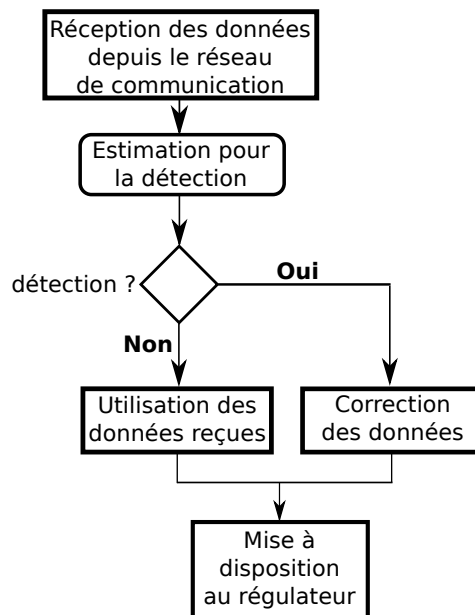 Réception des données
depuis le réseau
de communication
Estimation pour
la détection
détection ?
Oui
Non
Utilisation des
données reçues
Correction
des données
Mise à
disposition
au régulateur